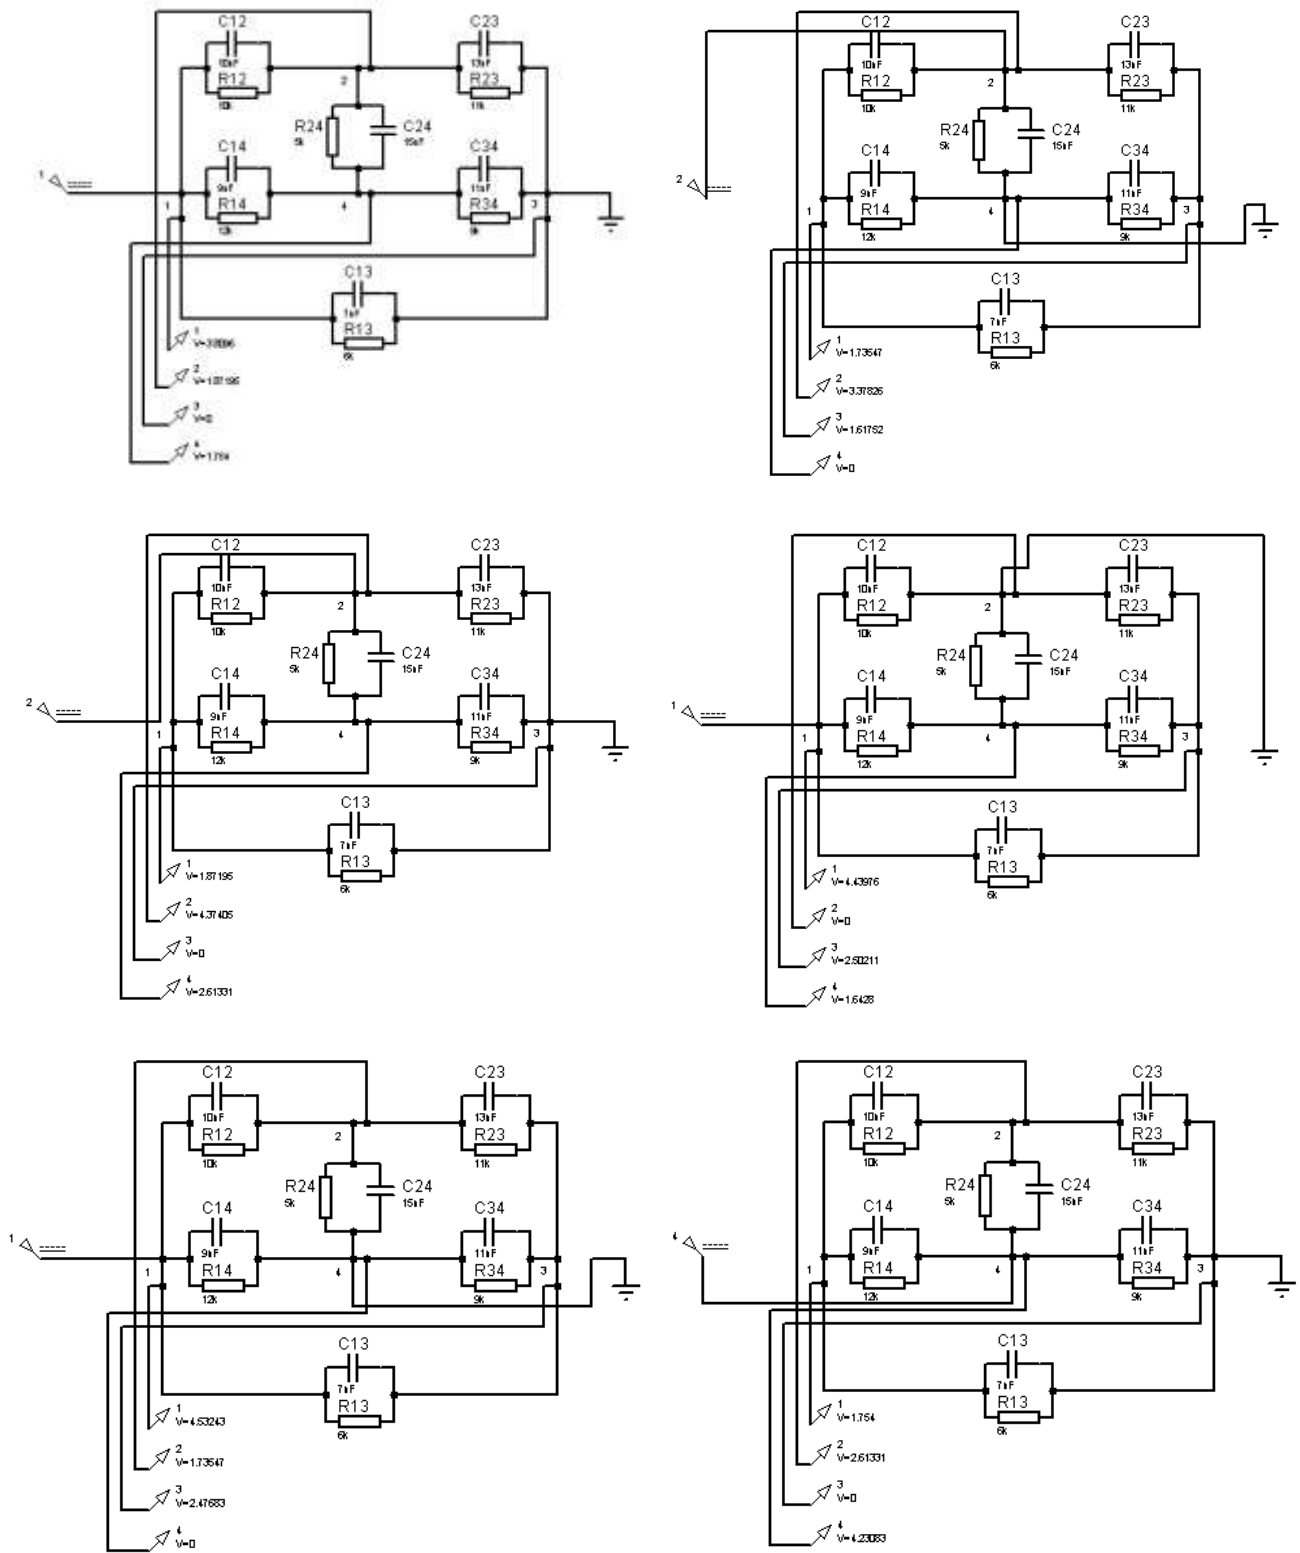 C12
10nF
R12
10k
C23
13nF
R23
11k
2
R24
5k
C24
15nF
C14
9nF
R14
12k
C34
11nF
R34
9k
1
1
4
3
C13
7nF
R13
6k
1
2
V=1.87195
3
V=0
4
V=1.754
C12
10nF
R12
10k
C23
13nF
R23
11k
2
R24
5k
C24
15nF
C14
9nF
R14
12k
C34
11nF
R34
9k
2
1
4
3
C13
7nF
R13
6k
1
V=1.73547
2
V=3.37826
3
V=1.61752
4
V=0
C12
10nF
R12
10k
C23
13nF
R23
11k
2
R24
5k
C24
15nF
C14
9nF
R14
12k
C34
11nF
R34
9k
2
1
4
3
C13
7nF
R13
6k
1
V=1.87195
2
V=4.37405
3
V=0
4
V=2.61331
C12
10nF
R12
10k
C23
13nF
R23
11k
2
R24
5k
C24
15nF
C14
9nF
R14
12k
C34
11nF
R34
9k
1
1
4
3
C13
7nF
R13
6k
1
V=4.43976
2
V=0
3
V=2.50211
4
V=1.6428
C12
10nF
R12
10k
C23
13nF
R23
11k
2
R24
5k
C24
15nF
C14
9nF
R14
12k
C34
11nF
R34
9k
1
1
4
3
C13
7nF
R13
6k
1
V=4.53243
2
V=1.73547
3
V=2.47683
4
V=0
C12
10nF
R12
10k
C23
13nF
R23
11k
2
R24
5k
C24
15nF
C14
9nF
R14
12k
C34
11nF
R34
9k
4
1
4
3
C13
7nF
R13
6k
1
V=1.754
2
V=2.61331
3
V=0
4
V=4.23083